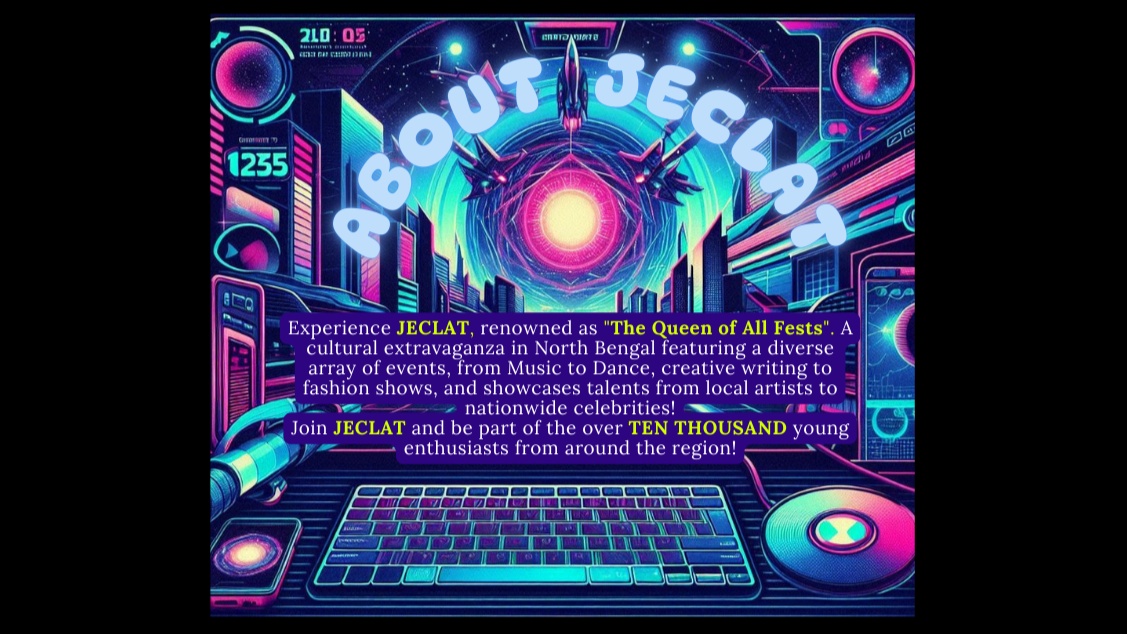 210:05
1235
ABOUT JECLAT
Experience JECLAT, renowned as "The Queen of All Fests". A
cultural extravaganza in North Bengal featuring a diverse
array of events, from Music to Dance, creative writing to
fashion shows, and showcases talents from local artists to
nationwide celebrities!
Join JECLAT and be part of the over TEN THOUSAND young
enthusiasts from around the region!